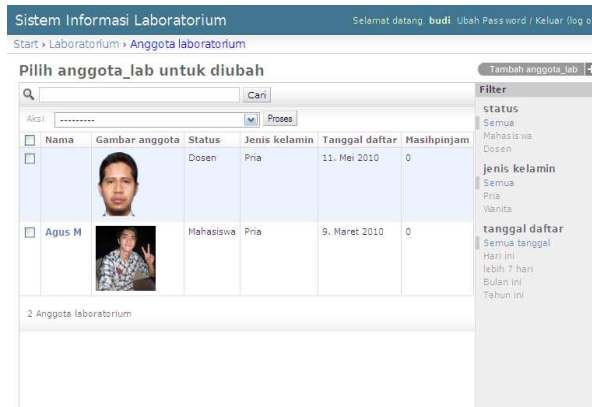 Sistem Informasi Laboratorium
Selamat datang, budi. Ubah Password / Keluar (log o
Start › Laboratorium › Anggota laboratorium
Pilih anggota_lab untuk diubah
Tambah anggota_lab +
Cari
Aksi --------- Proses
Nama Gambar anggota Status Jenis kelamin Tanggal daftar Masihpinjam
Dosen Pria 11. Mei 2010 0
Agus M Mahasiswa Pria 9. Maret 2010 0
2 Anggota laboratorium
Filter
status
Semua
Mahasiswa
Dosen
jenis kelamin
Semua
Pria
Wanita
tanggal daftar
Semua tanggal
Hari ini
lebih 7 hari
Bulan ini
Tahun ini